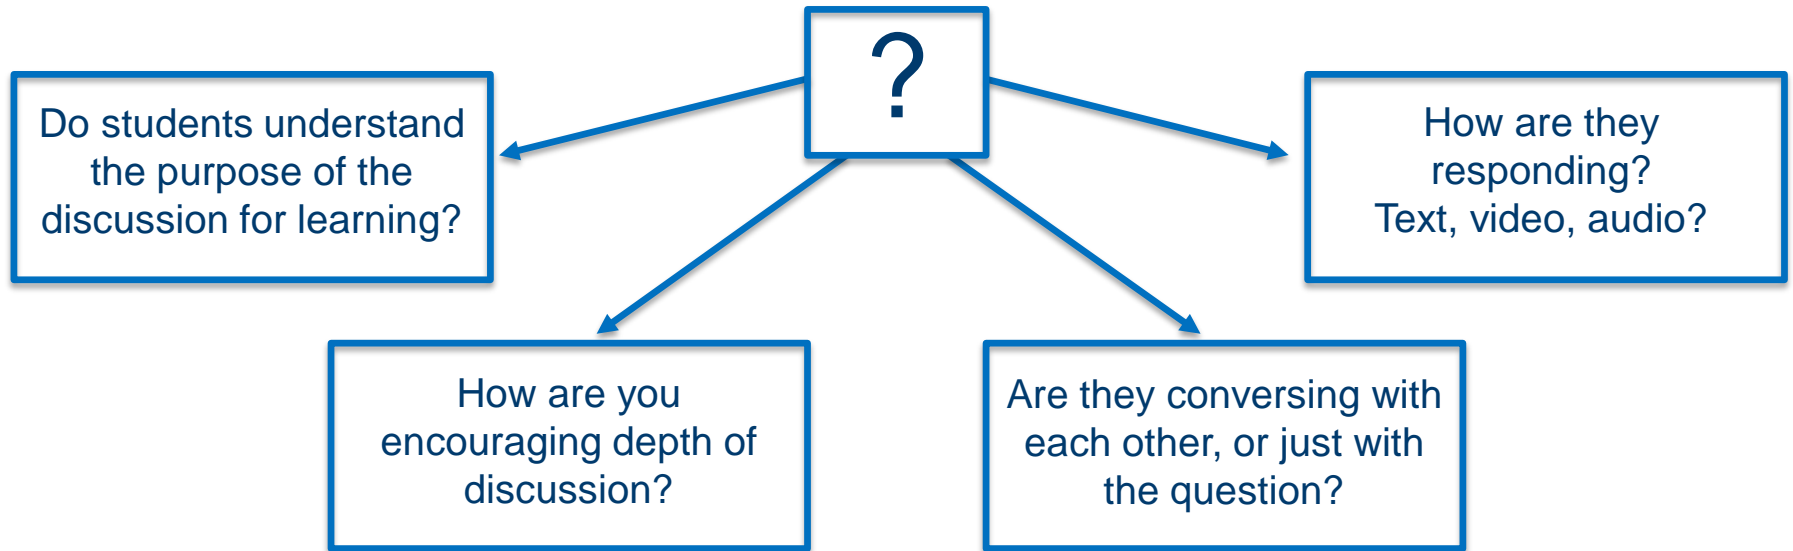 ?
Do students understand
the purpose of the
discussion for learning?
How are they
responding?
Text, video, audio?
How are you
encouraging depth of
discussion?
Are they conversing with
each other, or just with
the question?